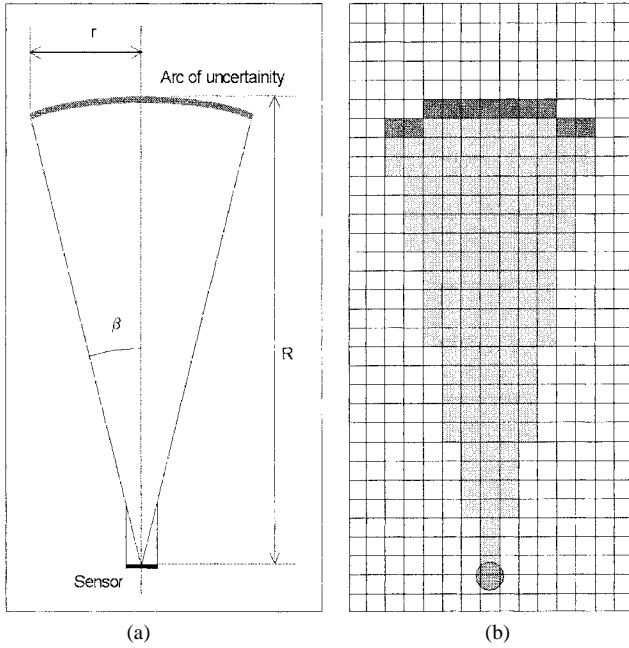 r
Arc of uncertainity
β
R
Sensor
(a)
(b)